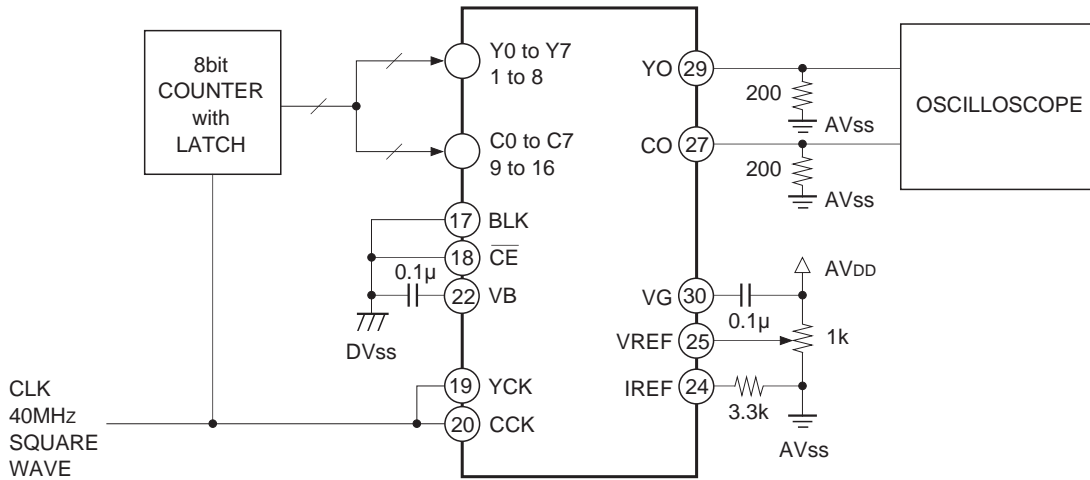 8bit
COUNTER
with
LATCH
Y0 to Y7
1 to 8
C0 to C7
9 to 16
17 BLK
18 CE
0.1µ
22 VB
DVss
19 YCK
20 CCK
CLK
40MHz
SQUARE
WAVE
YO 29
200
AVss
CO 27
200
AVss
OSCILLOSCOPE
AVDD
VG 30
0.1µ
1k
VREF 25
IREF 24
3.3k
AVss